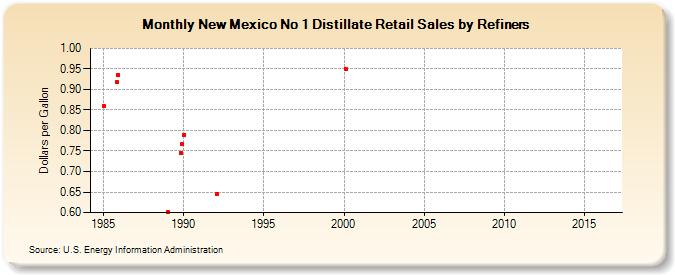 Monthly New Mexico No 1 Distillate Retail Sales by Refiners
Dollars per Gallon
1.00
0.95
0.90
0.85
0.80
0.75
0.70
0.65
0.60
1985 1990 1995 2000 2005 2010 2015
Source: U.S. Energy Information Administration